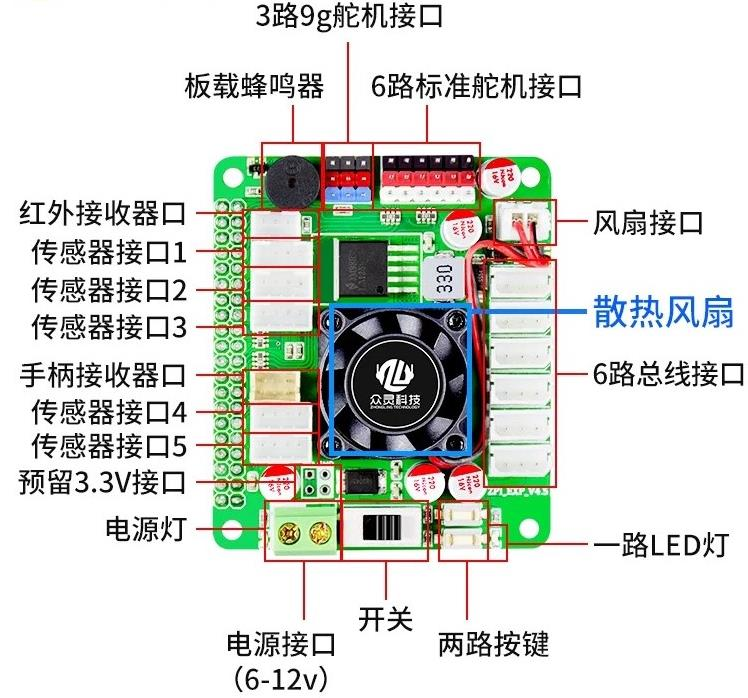 3路9g舵机接口
板载蜂鸣器
6路标准舵机接口
红外接收器口
风扇接口
传感器接口1
传感器接口2
330
散热风扇
传感器接口3
手柄接收器口
6路总线接口
众灵科技
ZHONGLING TECHNOLOGY
传感器接口4
传感器接口5
预留3.3V接口
电源灯
一路LED灯
开关
电源接口
两路按键
(6-12v)